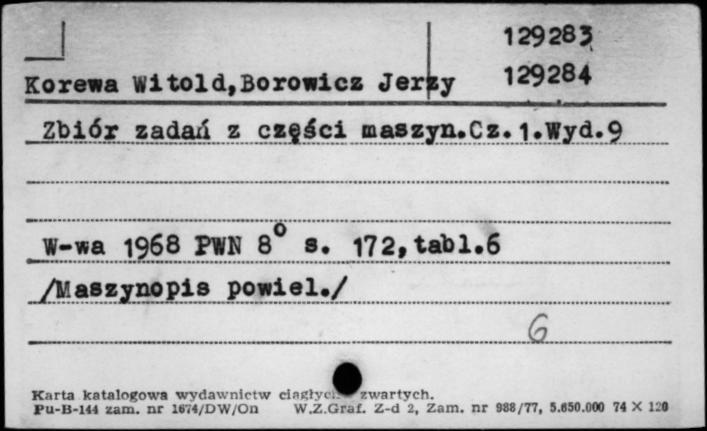 129283
Korewa Witold,Borowicz Jerzy 129284
Zbiór zadań z części maszyn.Cz.1.Wyd.9
W-wa 1968 PWN 8° s. 172,tabl.6
/Maszynopis powiel./
6
Karta katalogowa wydawnictw zwartych.
Pu-B-144 zam. nr 1674/DW/On W.Z.Graf. Z-d 2, Zam. nr 988/77, 5.650.000 74 X 120